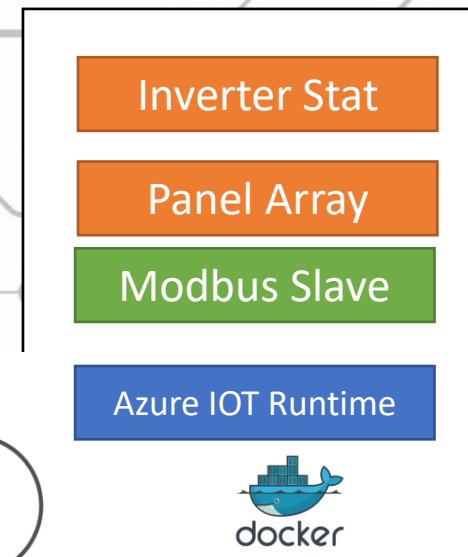 Inverter Stat
Panel Array
Modbus Slave
Azure IOT Runtime
docker